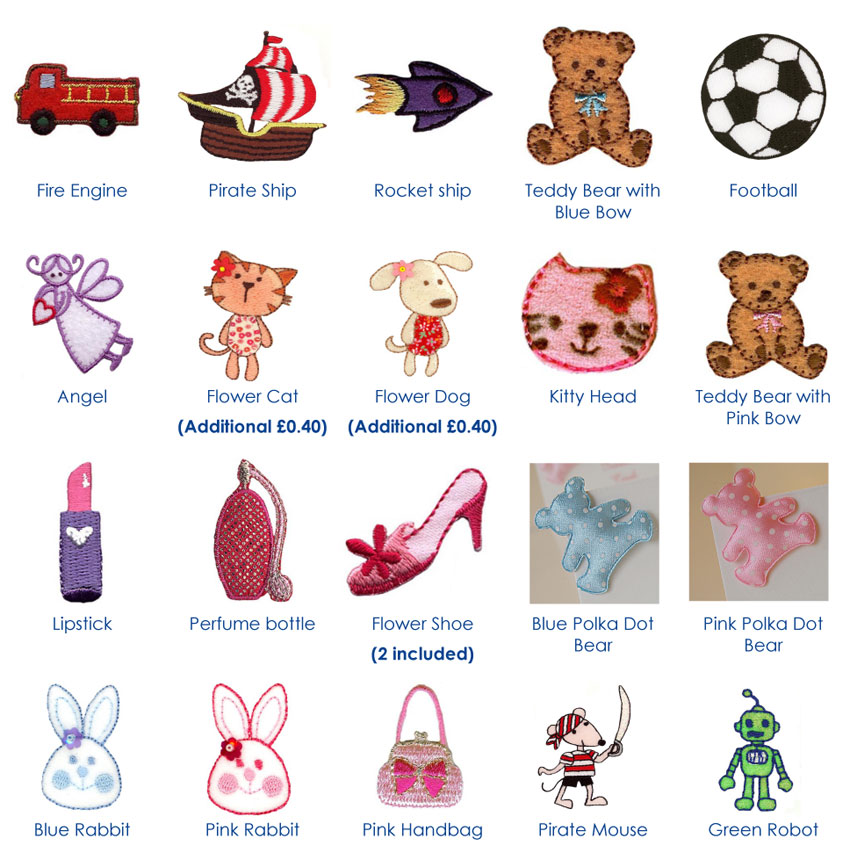 Fire Engine
Pirate Ship
Rocket ship
Teddy Bear with
Blue Bow
Football
Angel
Flower Cat
(Additional £0.40)
Flower Dog
(Additional £0.40)
Kitty Head
Teddy Bear with
Pink Bow
Lipstick
Perfume bottle
Flower Shoe
(2 included)
Blue Polka Dot
Bear
Pink Polka Dot
Bear
Blue Rabbit
Pink Rabbit
Pink Handbag
Pirate Mouse
Green Robot